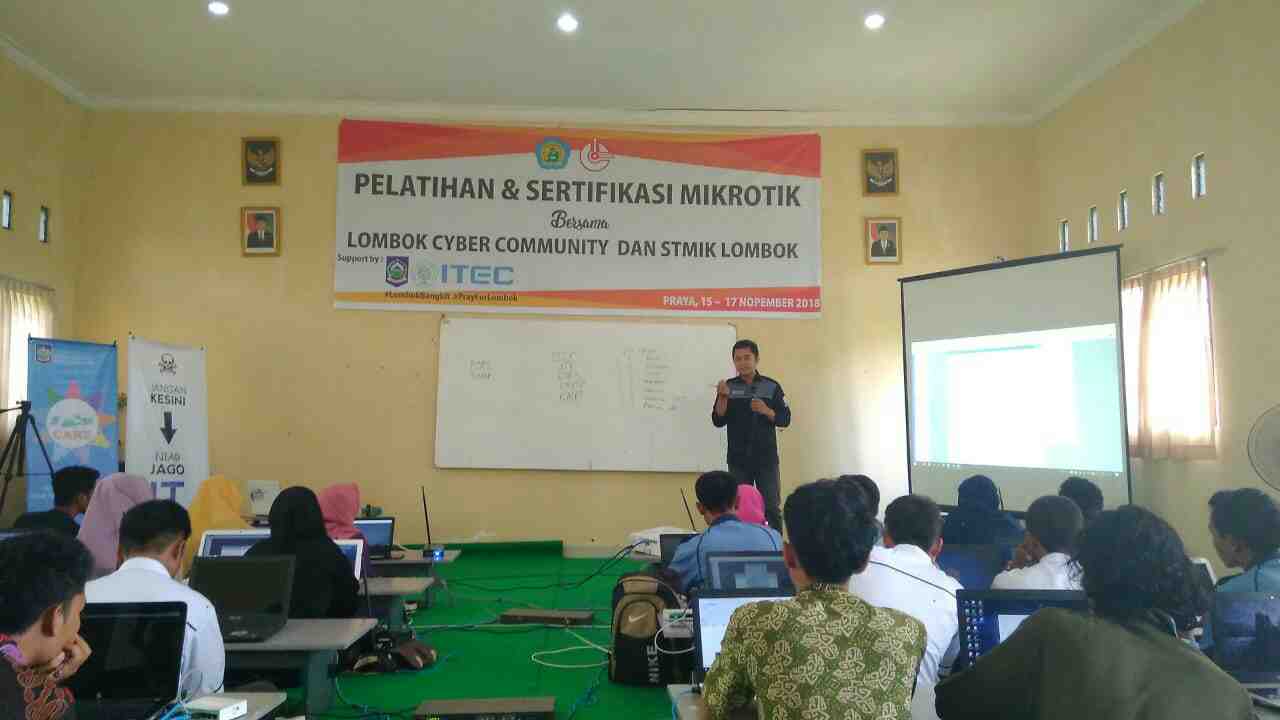 PELATIHAN & SERTIFIKASI MIKROTIK
Bersama
LOMBOK CYBER COMMUNITY DAN STMIK LOMBOK
Support by :
ITEC
#LombokBangkit #PrayForLombok
PRAYA, 15 – 17 NOPEMBER 2018
CARE
JANGAN
KESINI
NIAT
JAGO
IT
NIKE